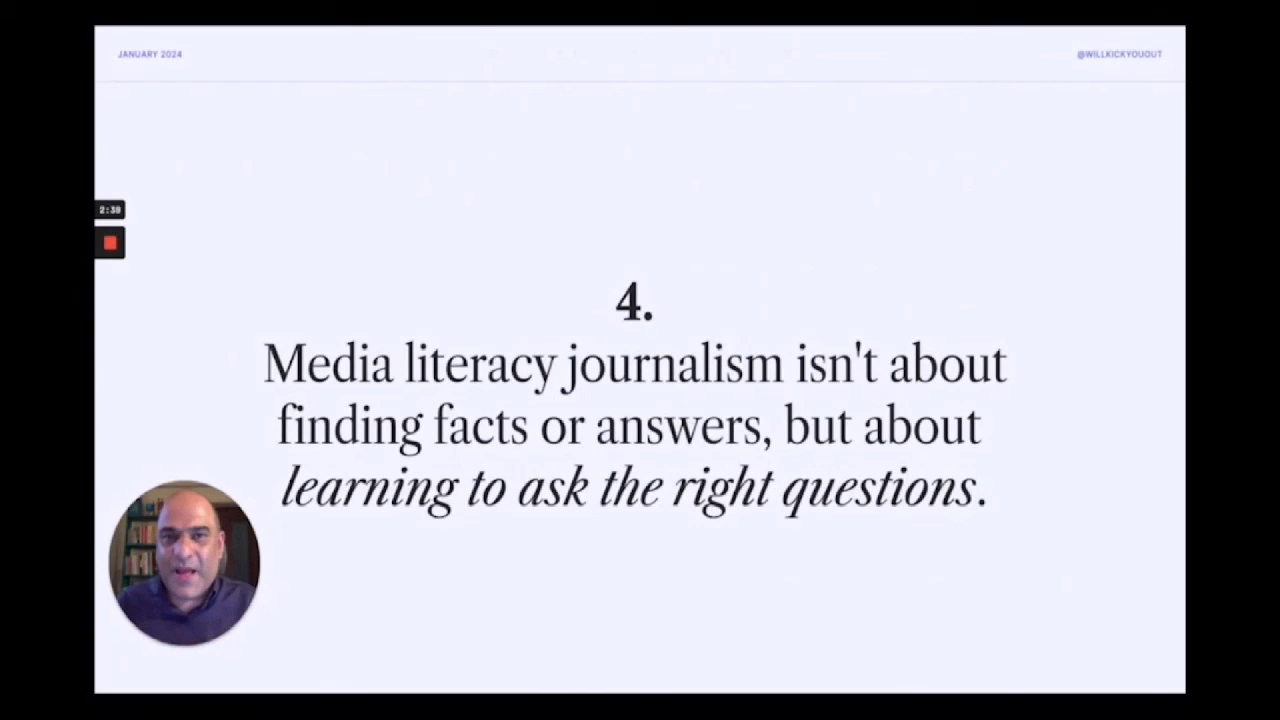 JANUARY 2024
@WILLKICKYOUOUT
2:38
4.
Media literacy journalism isn't about
finding facts or answers, but about
learning to ask the right questions.